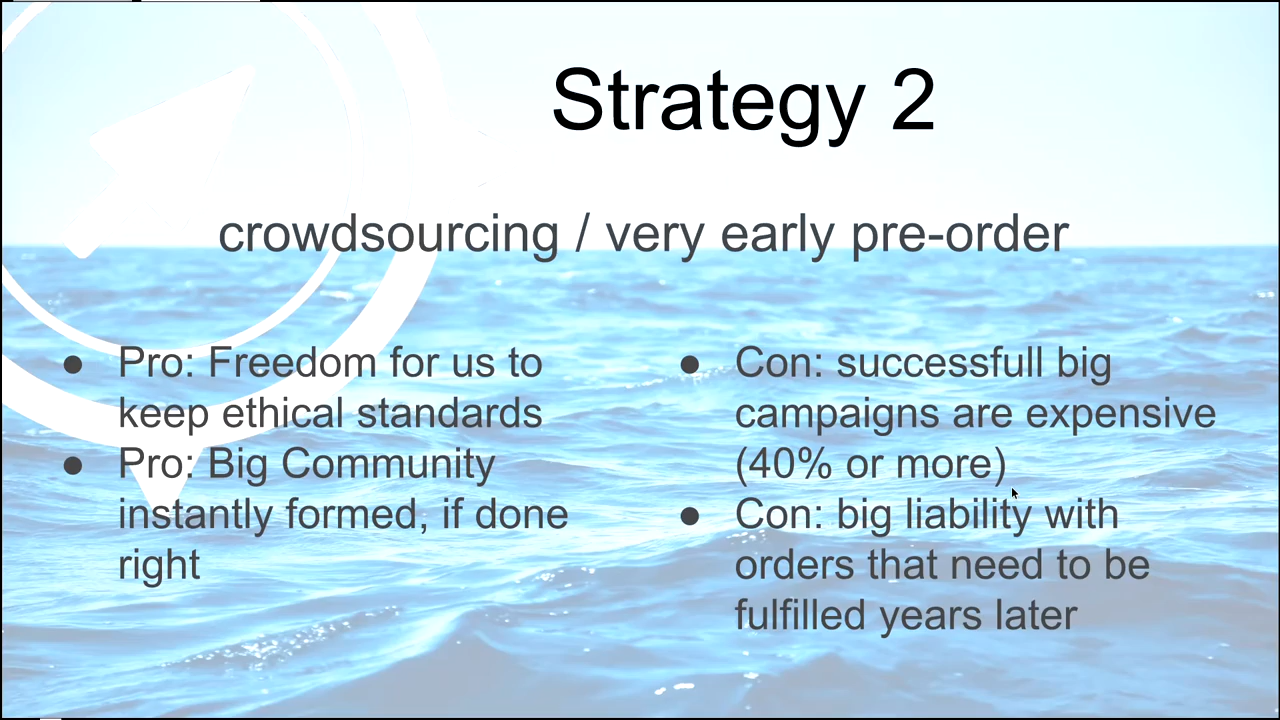 Strategy 2
crowdsourcing / very early pre-order
● Pro: Freedom for us to
keep ethical standards
● Pro: Big Community
instantly formed, if done
right
● Con: successfull big
campaigns are expensive
(40% or more)
● Con: big liability with
orders that need to be
fulfilled years later